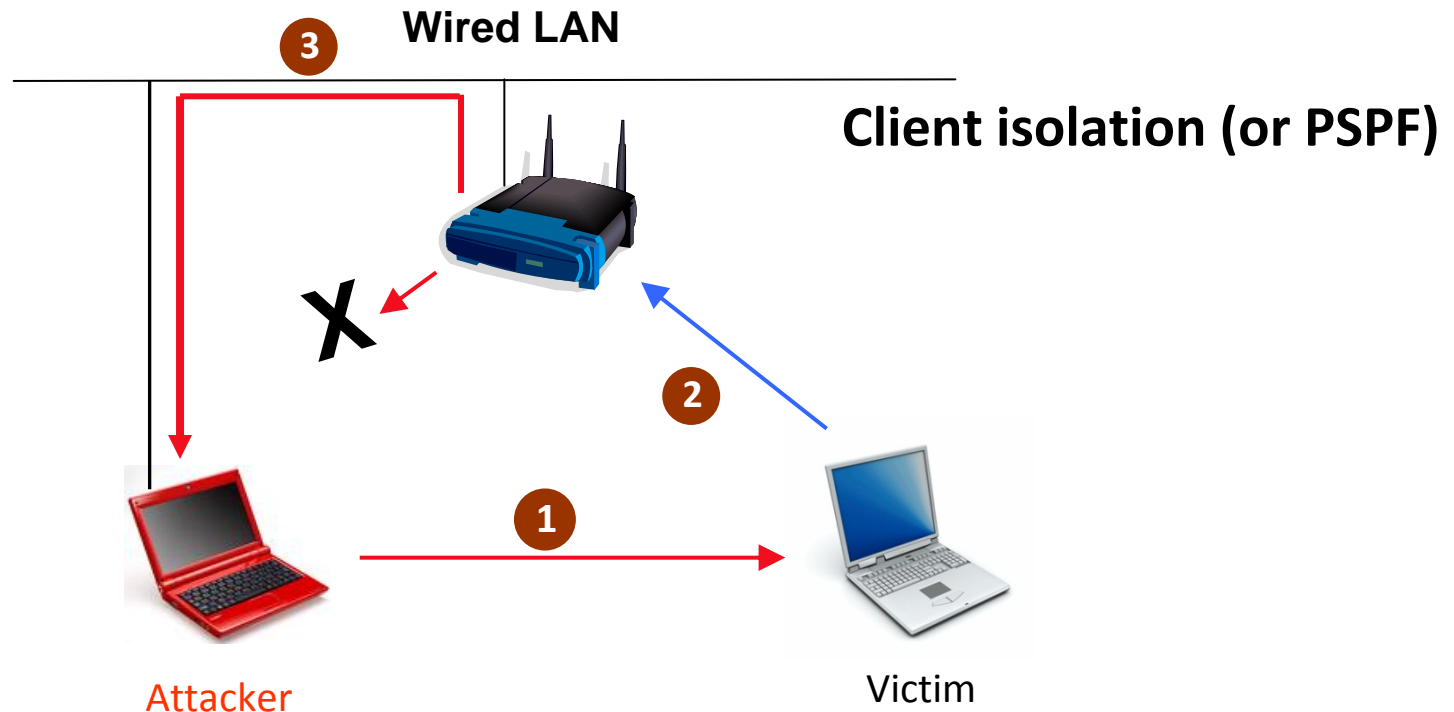 Wired LAN
3
Client isolation (or PSPF)
X
2
1
Attacker
Victim